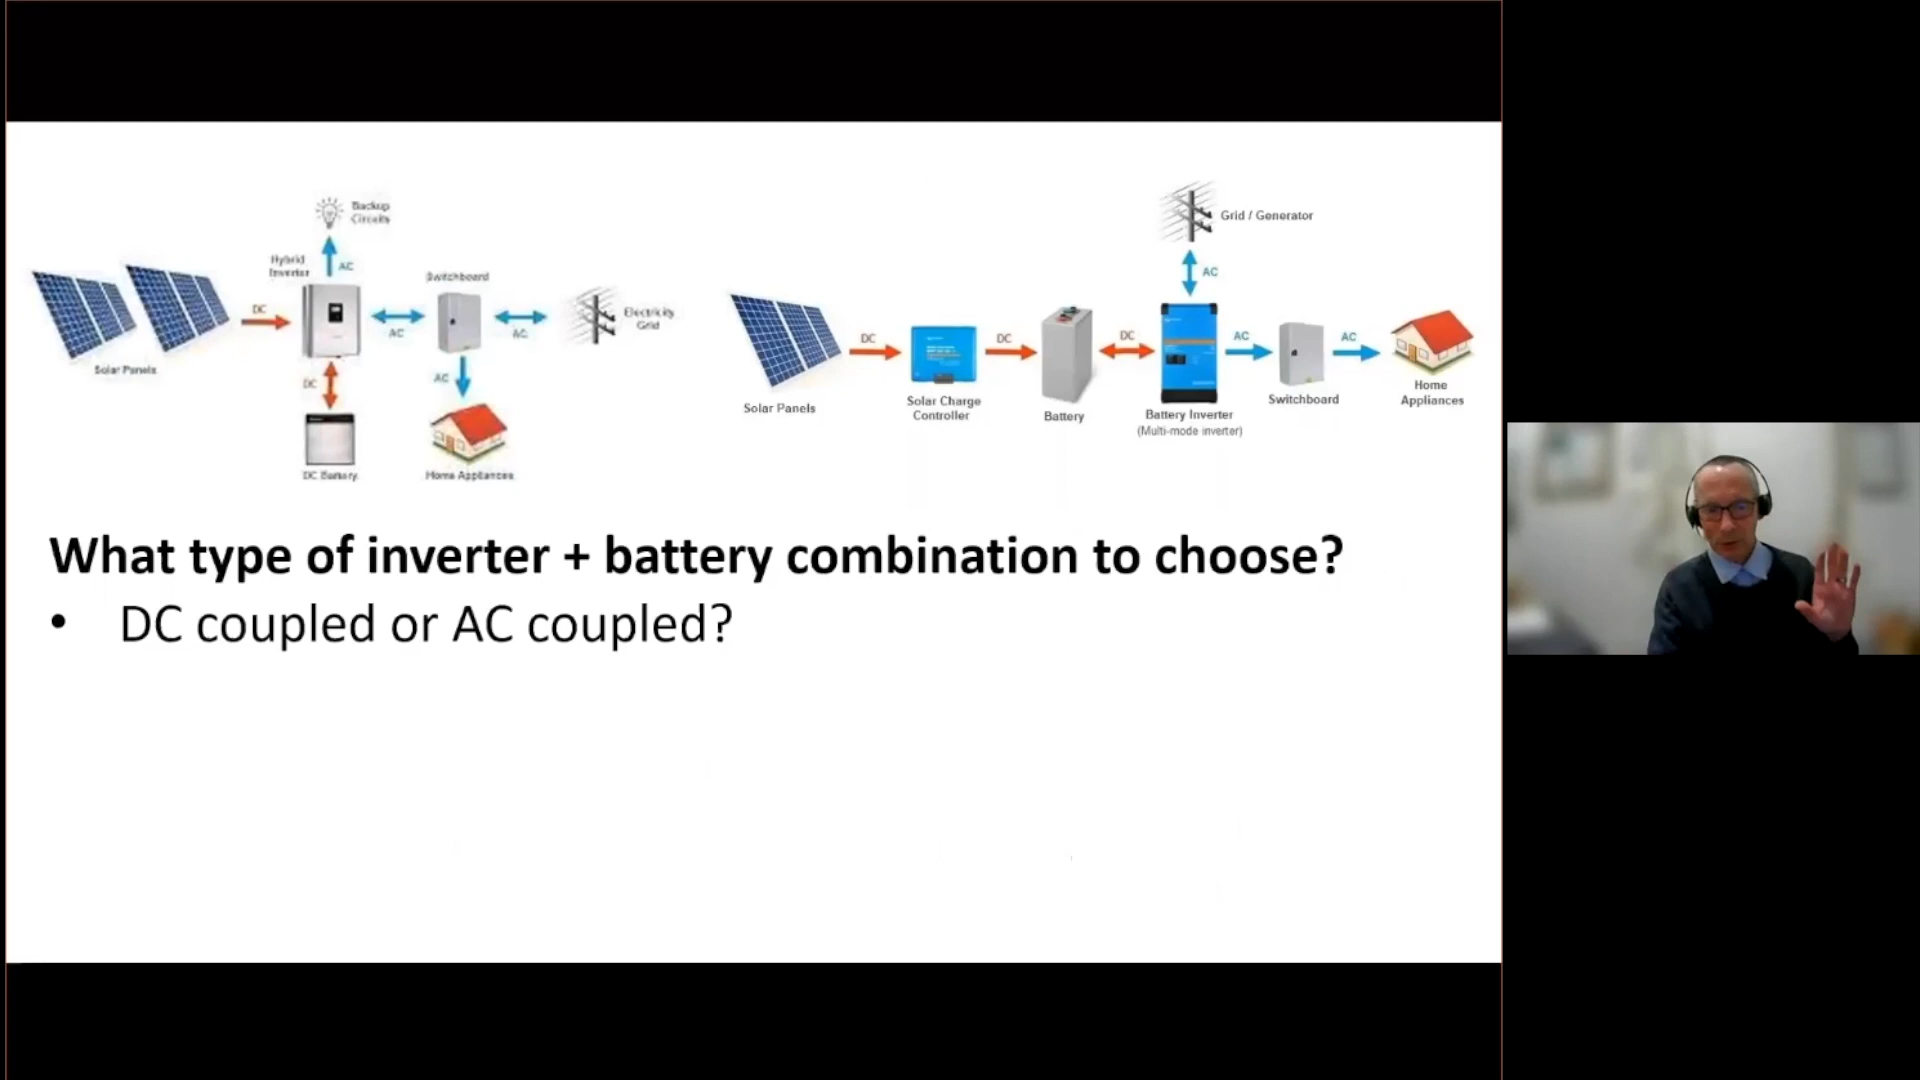 Backup
Circuits
Hybrid
Inverter
AC
Switchboard
DC
AC
AC
Electricity
Grid
Solar Panels
DC
AC
DC Battery
Home Appliances
Grid / Generator
AC
DC
DC
DC
AC
AC
Solar Panels
Solar Charge
Controller
Battery
Battery Inverter
(Multi-mode inverter)
Switchboard
Home
Appliances
What type of inverter + battery combination to choose?
• DC coupled or AC coupled?